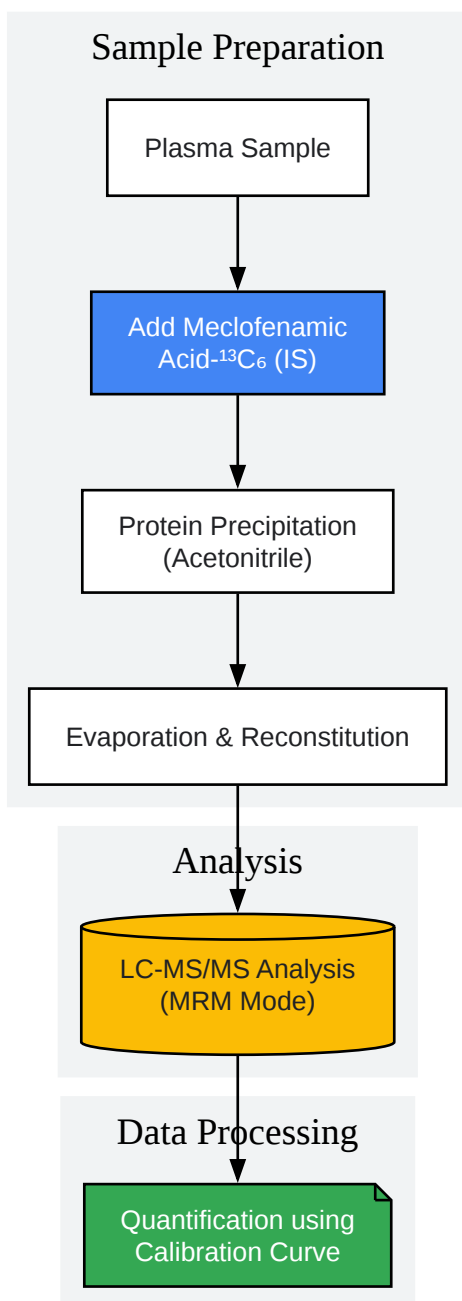 Sample Preparation
Plasma Sample
Add Meclofenamic
Acid-¹³C₆ (IS)
Protein Precipitation
(Acetonitrile)
Evaporation & Reconstitution
Analysis
LC-MS/MS Analysis
(MRM Mode)
Data Processing
Quantification using
Calibration Curve